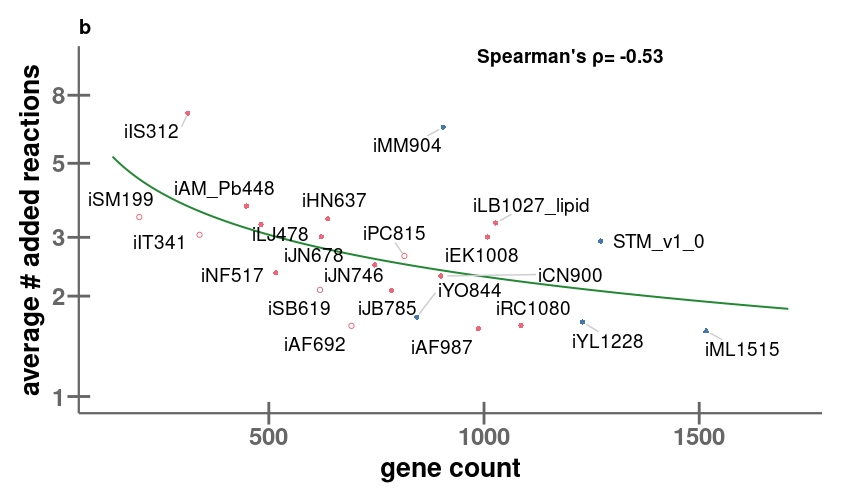 b
Spearman's ρ= -0.53
average # added reactions
8
5
3
2
1
iIS312
iMM904
iSM199
iAM_Pb448
iHN637
iLB1027_lipid
iIT341
iLJ478
iPC815
STM_v1_0
iJN678
iEK1008
iNF517
iJN746
iCN900
iYO844
iSB619
iJB785
iRC1080
iAF692
iAF987
iYL1228
iML1515
500
1000
1500
gene count